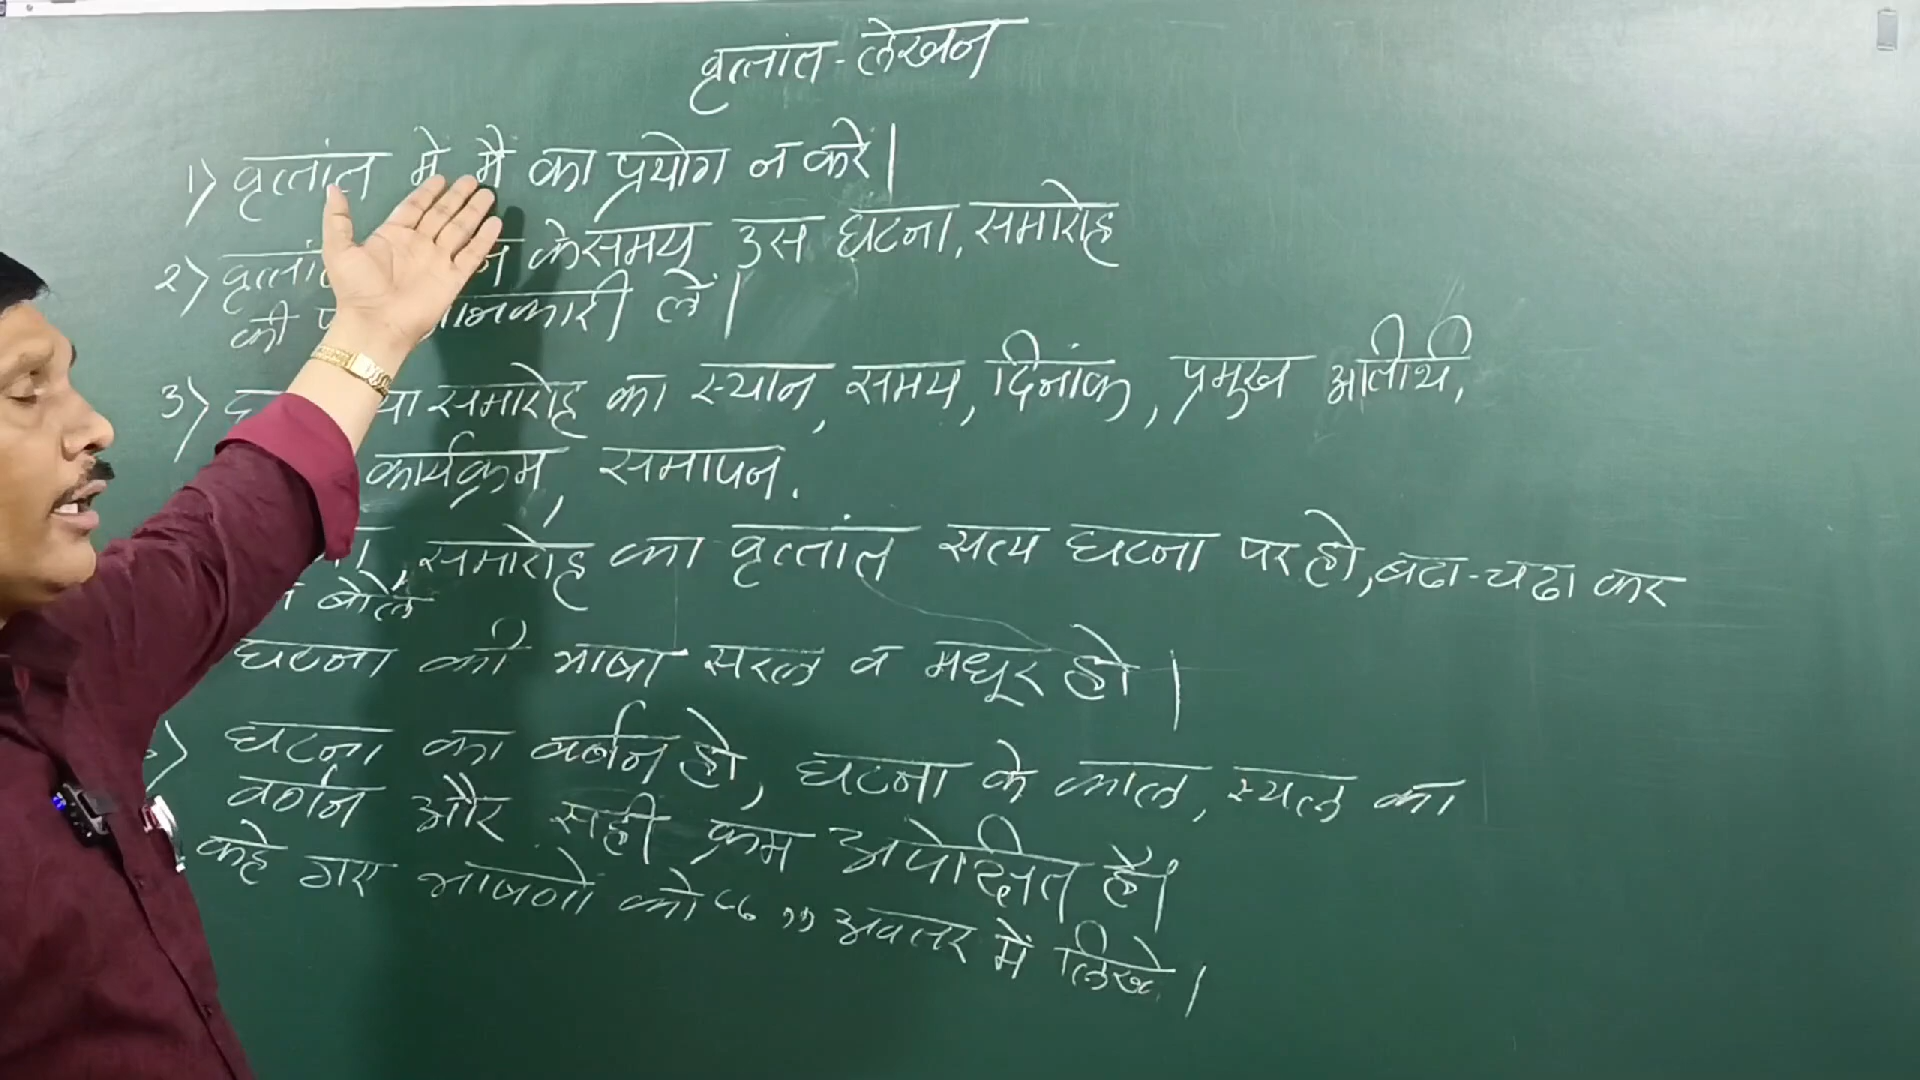 वृत्तांत-लेखन
1) वृत्तांत मे मै का प्रयोग न करे|
2) के समय उस घटना, समारोह
की जानकारी लें|
3) या समारोह का स्थान, समय, दिनांक, प्रमुख अतीथी,
कार्यक्रम, समापन.
समारोह का वृत्तांत सत्य घटना पर हो, बढा-चढा कर
न बोलें
घटना की भाषा सरल व मधूर हो|
घटना का वर्णन हो, घटना के काल, स्थल का
वर्णन और सही क्रम अपेक्षित हैं|
कहे गए भाषणों को “ ” अवतर में लिखे|